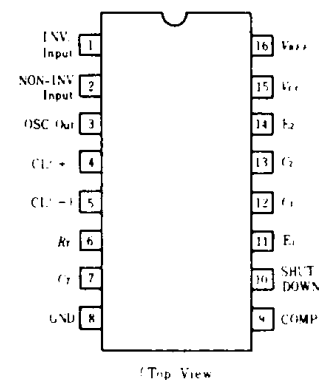 INV.
Input
1
NON-INV
Input
2
OSC Out
3
CL(+)
4
CL(−)
5
RT
6
CT
7
GND
8
16
15
VCC
14
E2
13
C2
12
C1
11
E1
10
SHUT
DOWN
9
COMP
(Top View